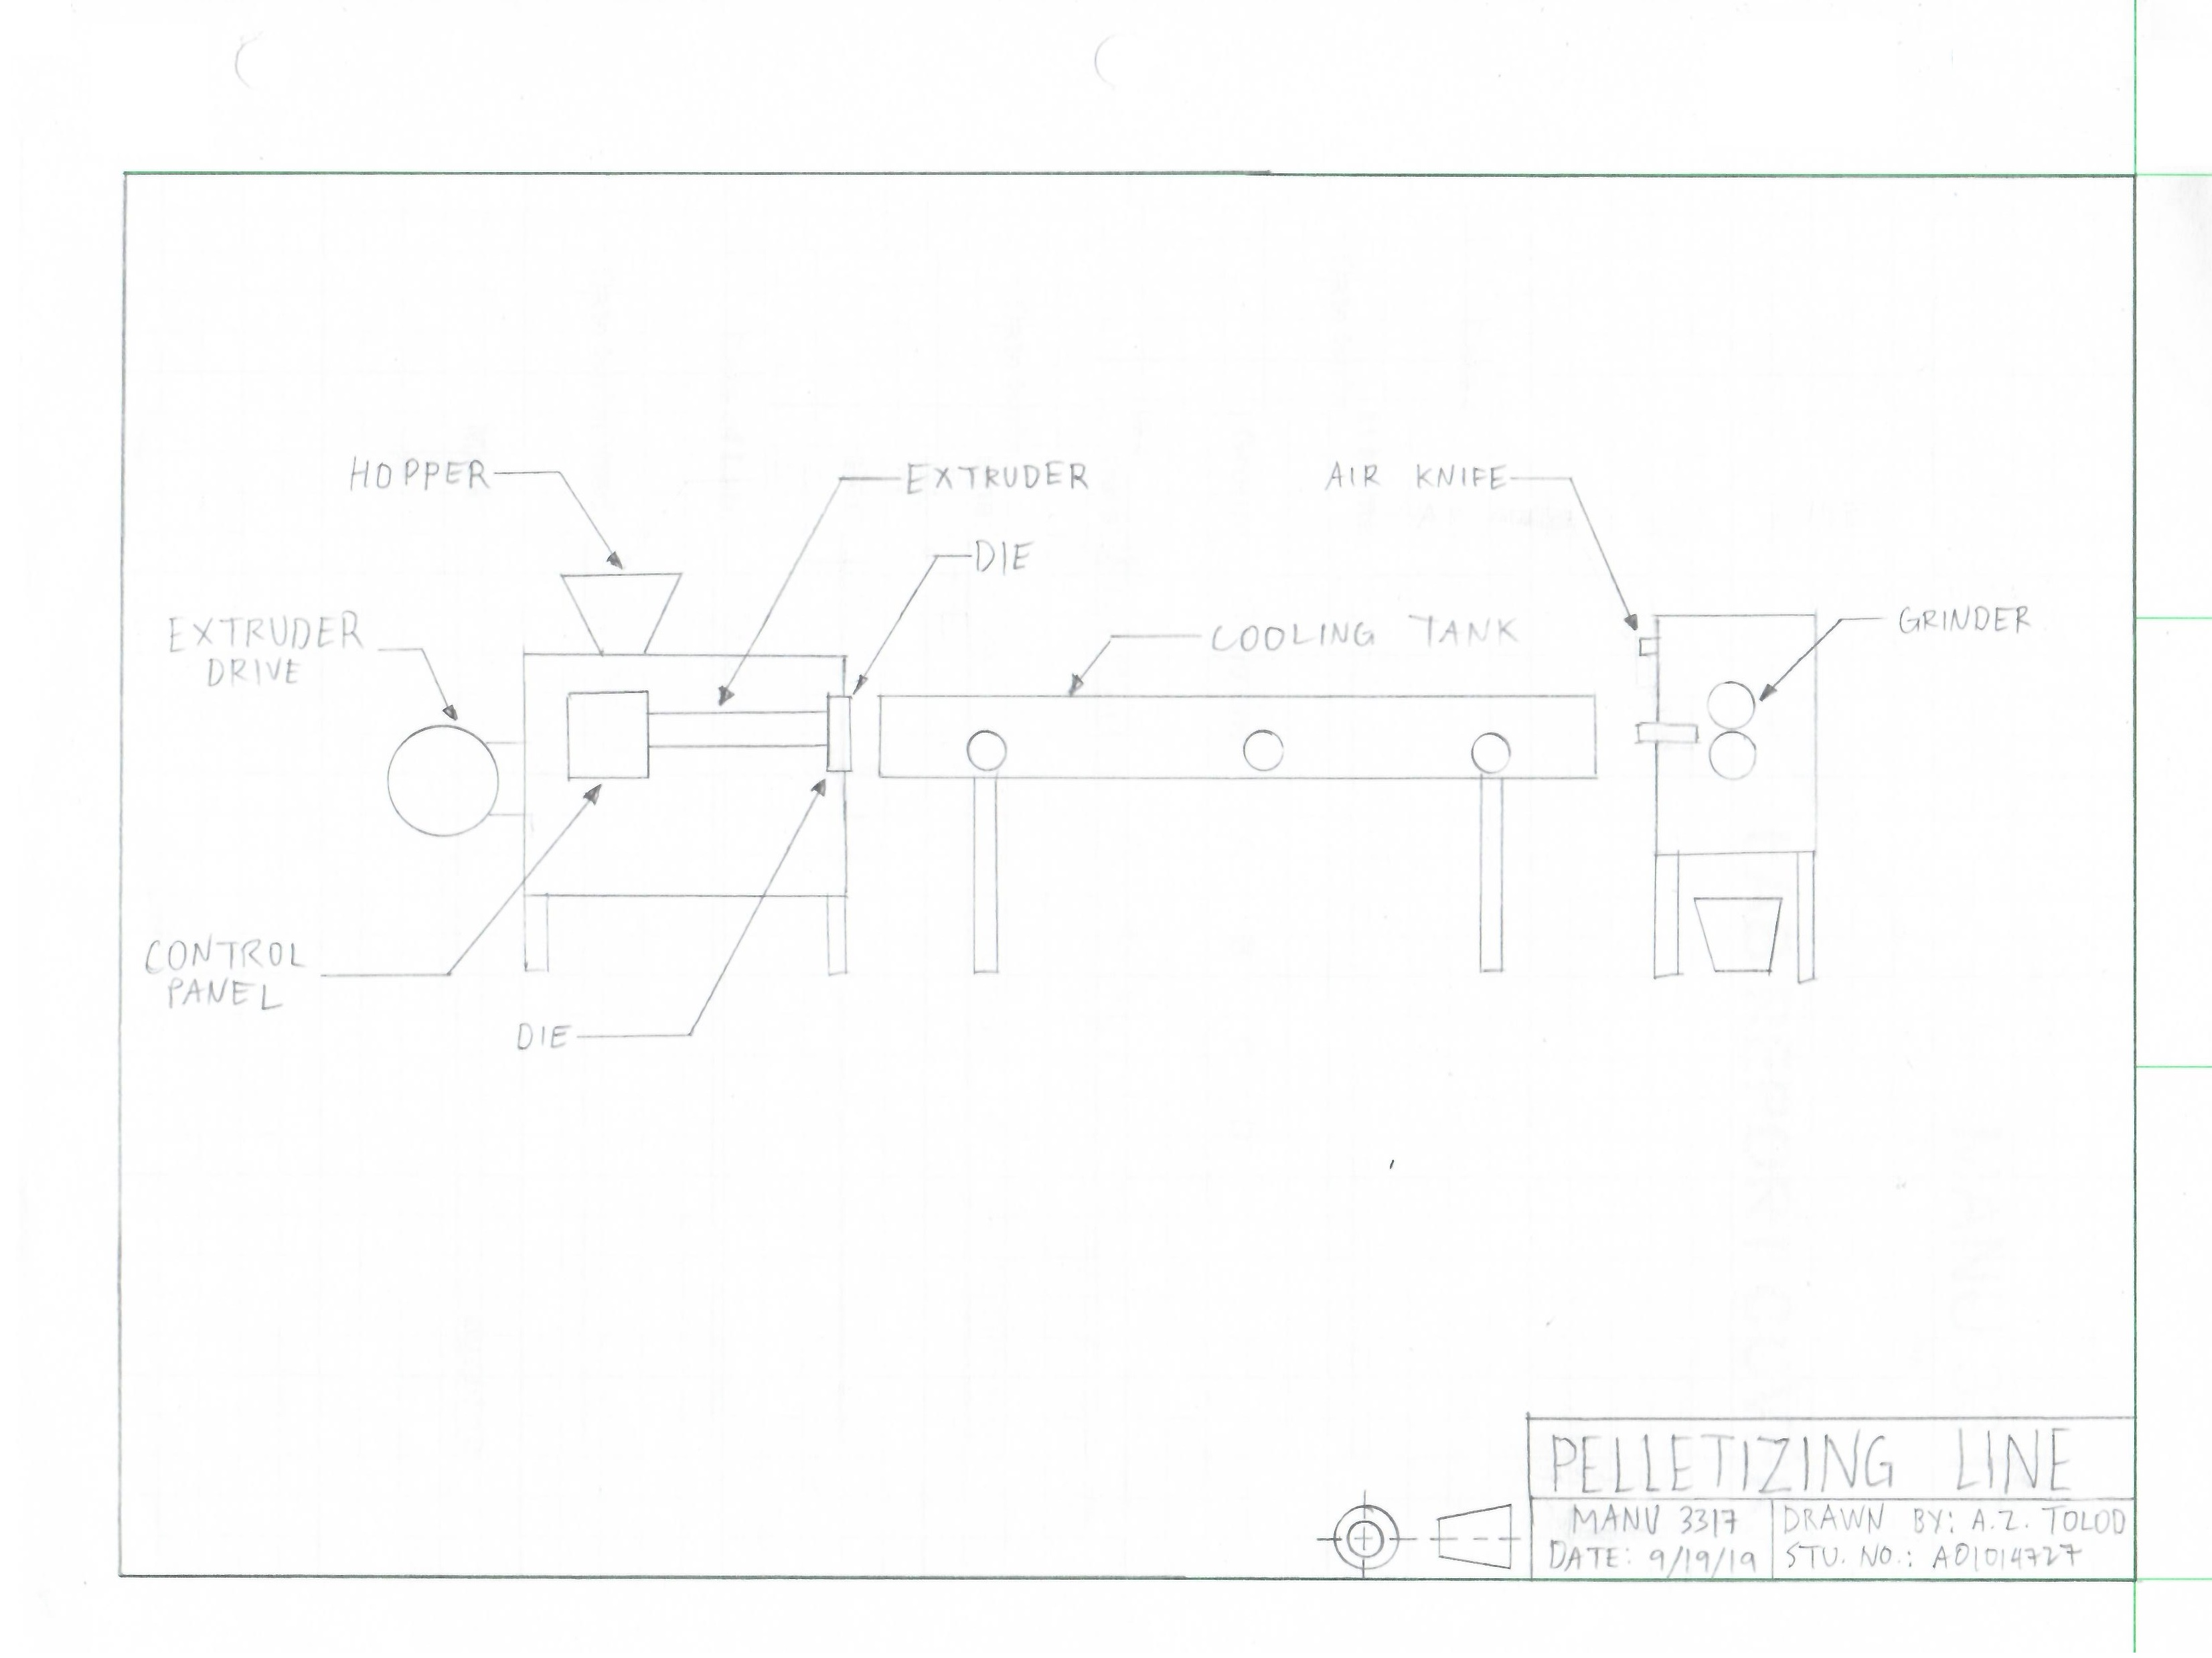 HOPPER
EXTRUDER
AIR KNIFE
DIE
EXTRUDER
DRIVE
COOLING TANK
GRINDER
CONTROL
PANEL
DIE
PELLETIZING LINE
MANU 3317
DRAWN BY: A.Z. TOLOD
DATE: 9/19/19
STU. NO.: A01014727